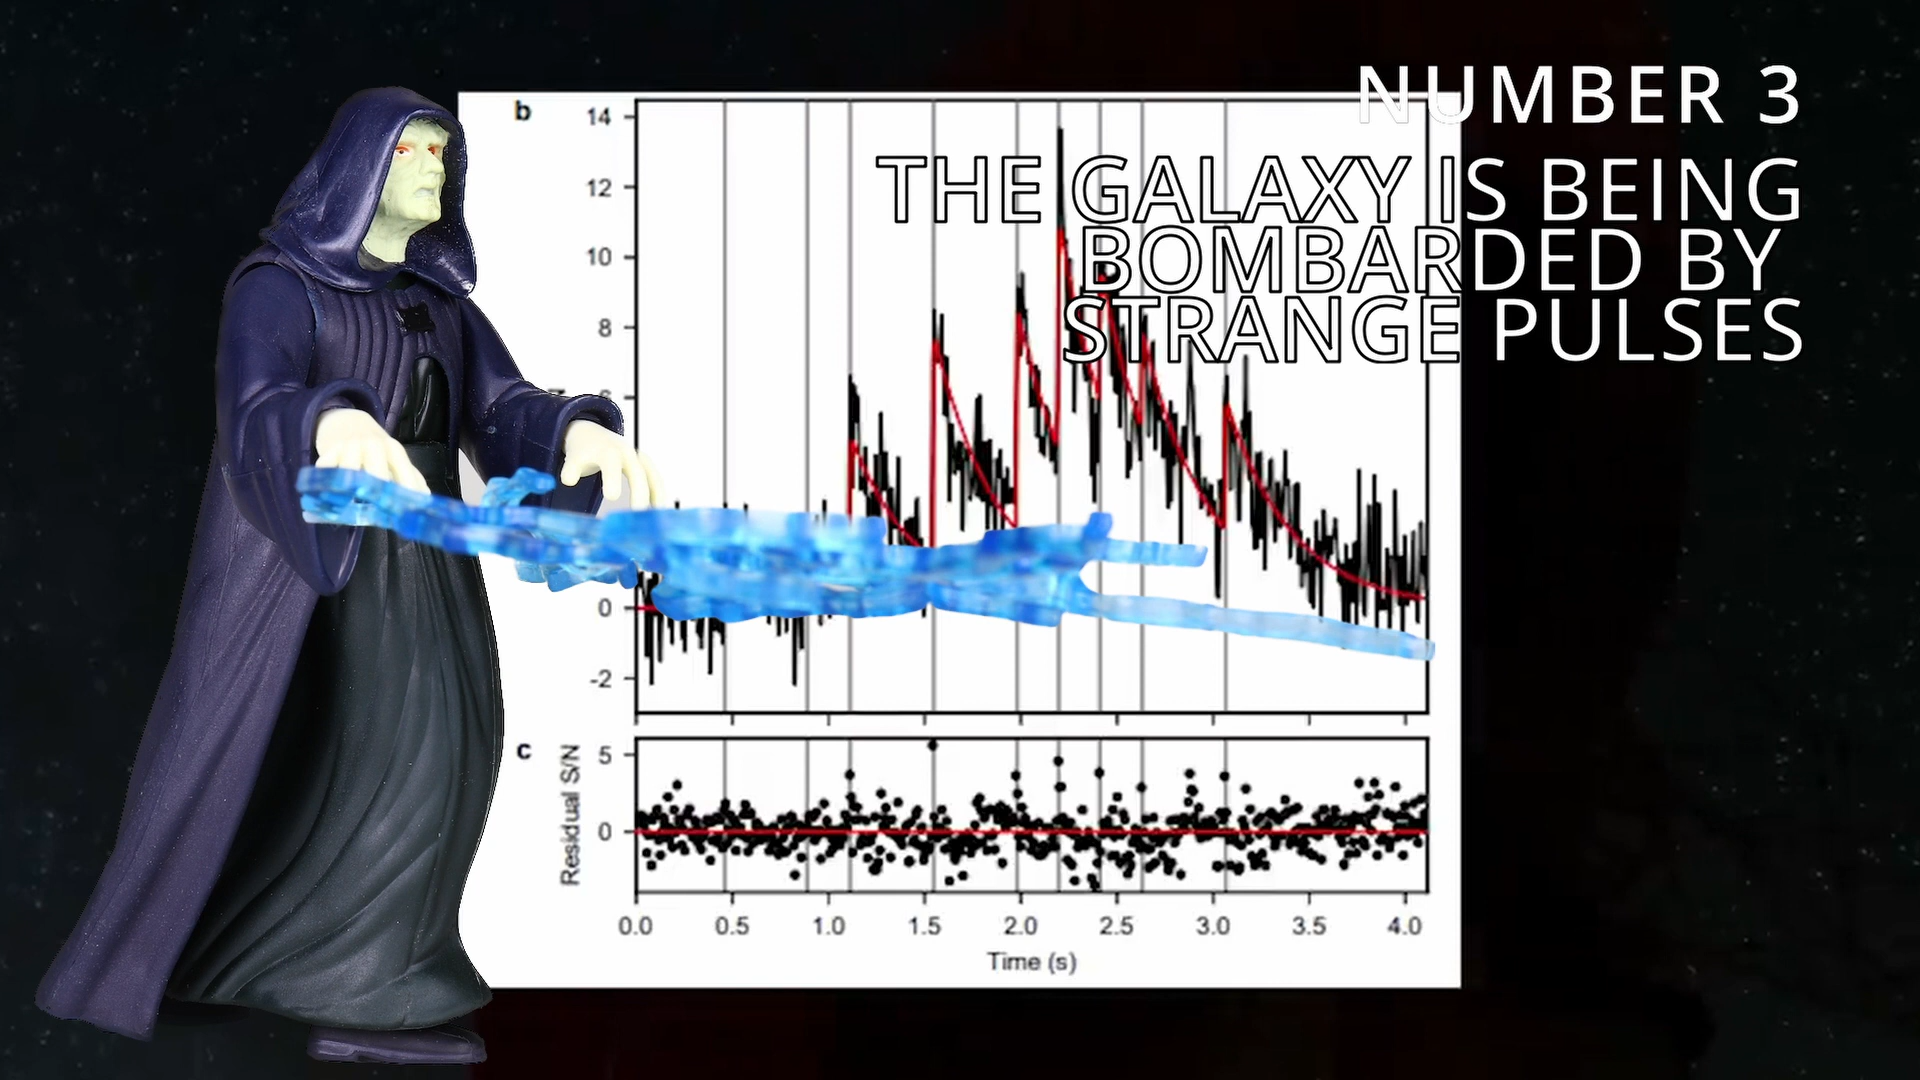 NUMBER 3
THE GALAXY IS BEING
BOMBARDED BY
STRANGE PULSES
b
14
12
10
8
6
0
-2
c
Residual S/N
5
0
0.0 0.5 1.0 1.5 2.0 2.5 3.0 3.5 4.0
Time (s)